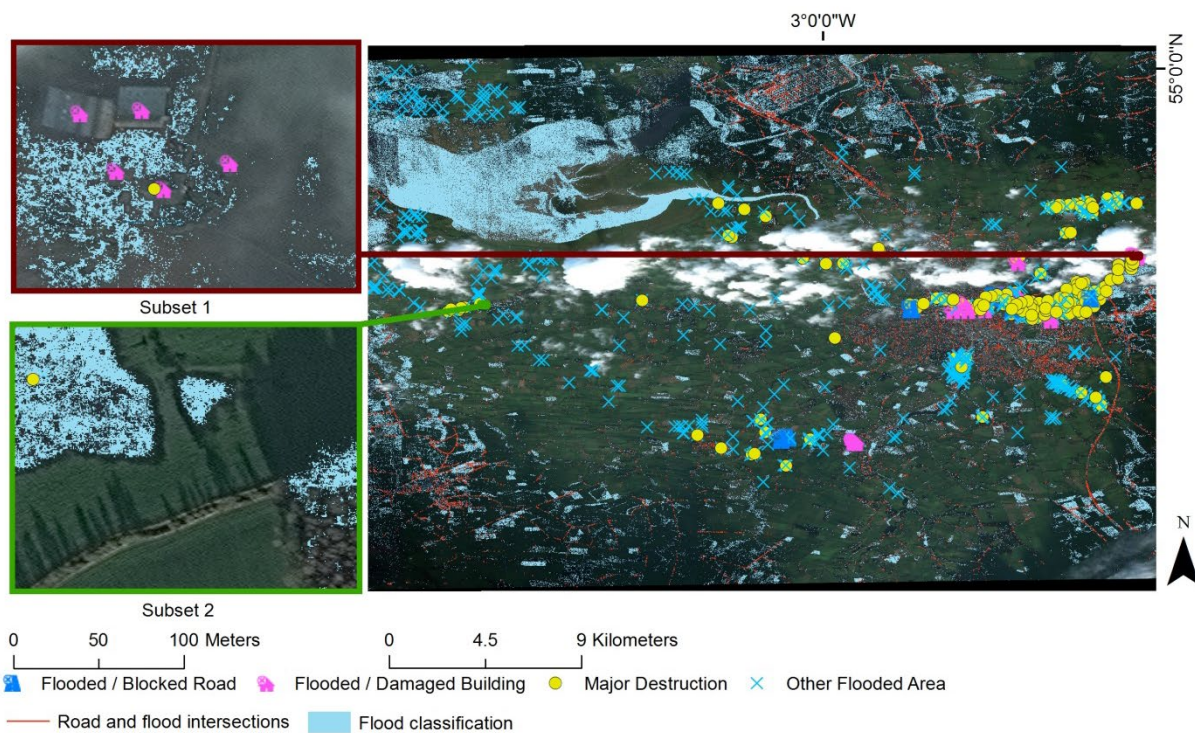 3°0'0"W
55°0'0"N
Subset 1
Subset 2
0 50 100 Meters
0 4.5 9 Kilometers
N
Flooded / Blocked Road Flooded / Damaged Building Major Destruction Other Flooded Area
Road and flood intersections Flood classification